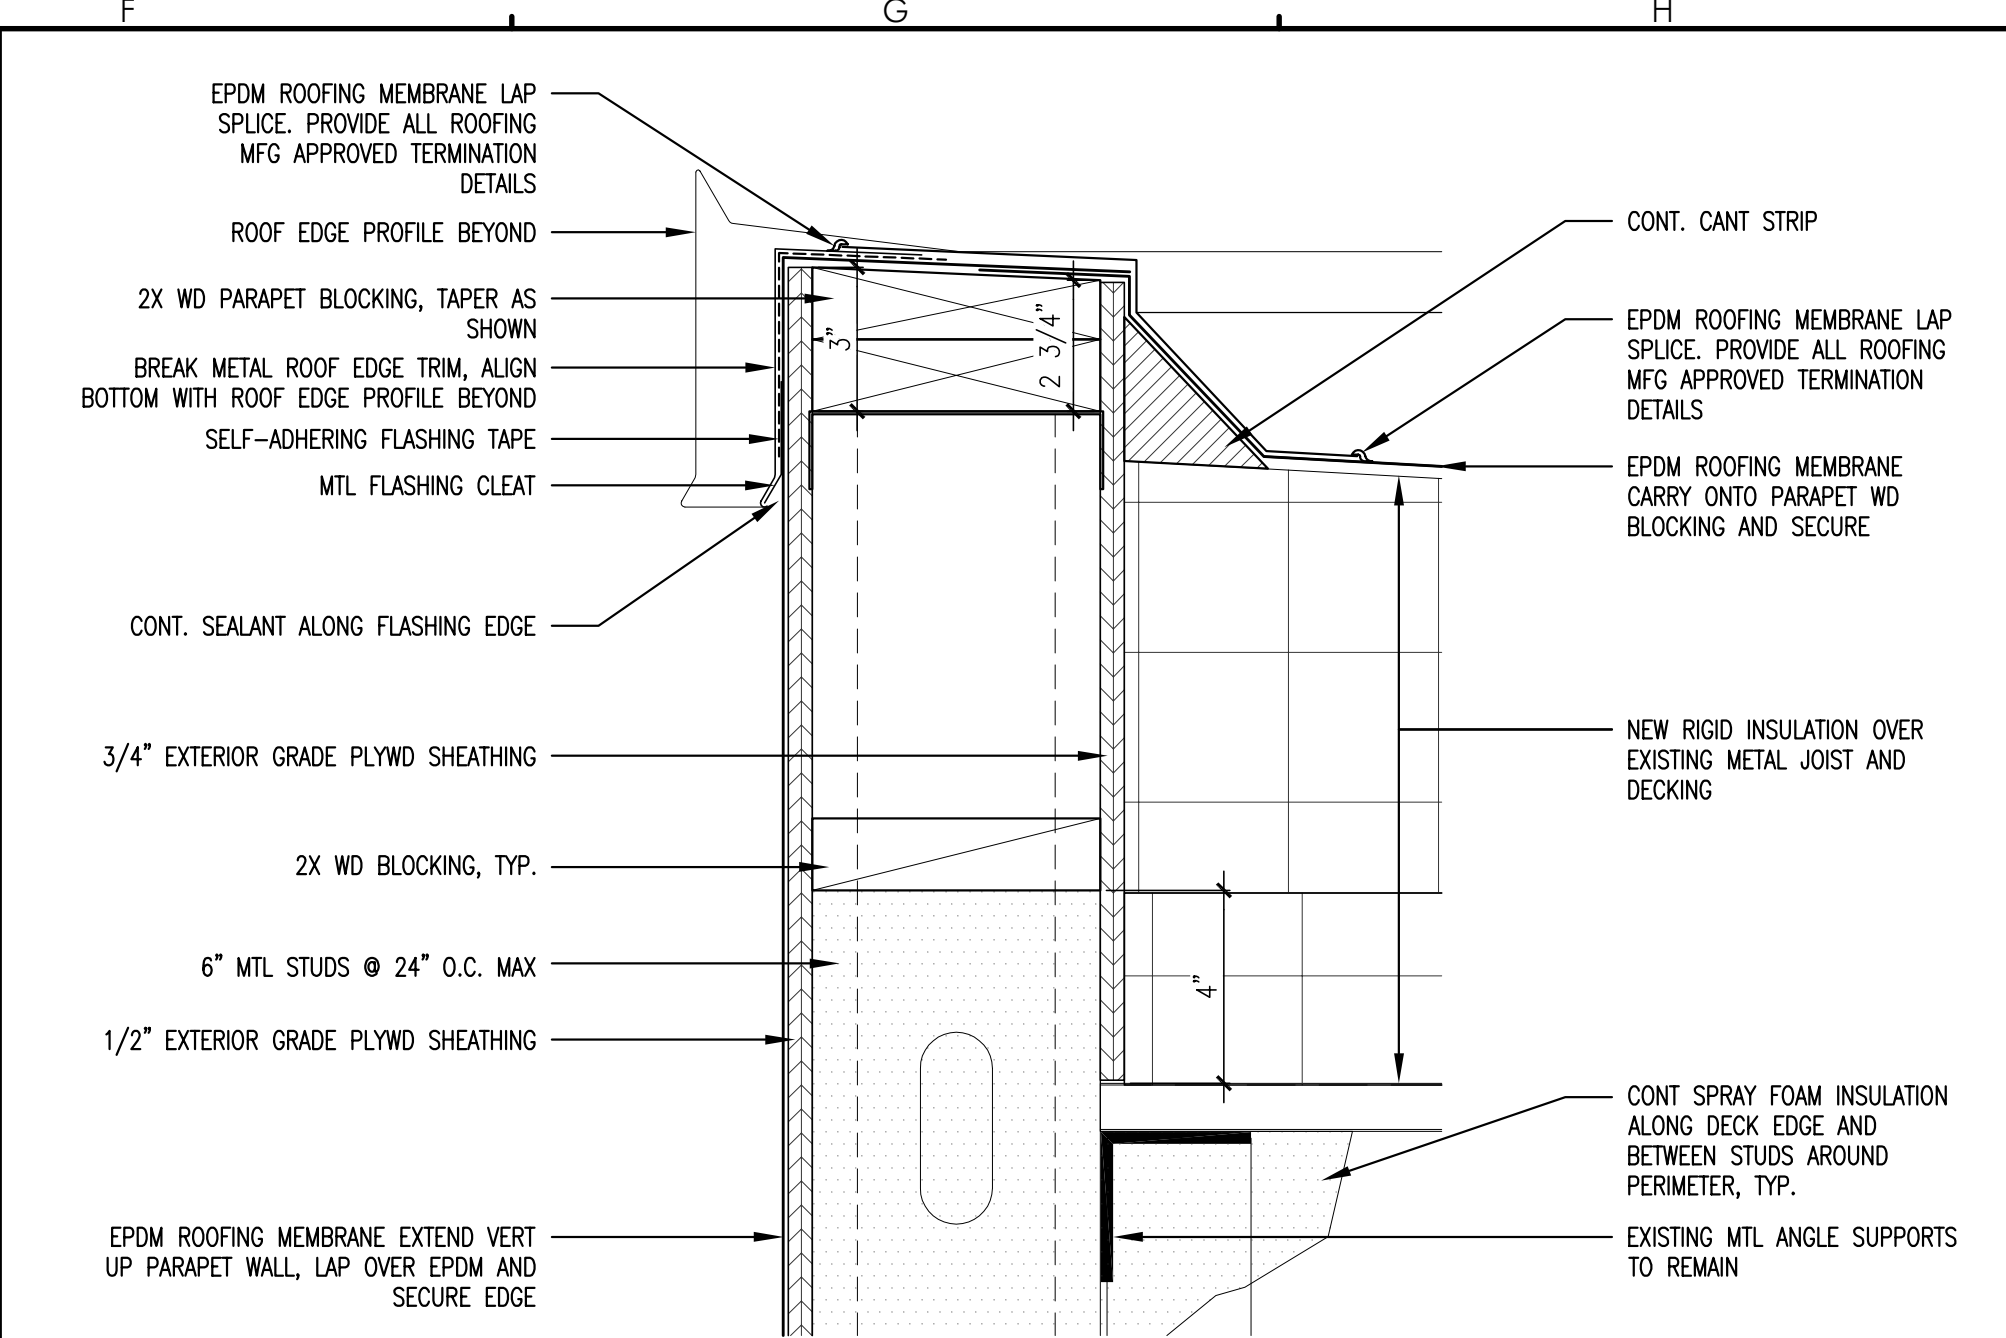 F G H
EPDM ROOFING MEMBRANE LAP
SPLICE. PROVIDE ALL ROOFING
MFG APPROVED TERMINATION
DETAILS
ROOF EDGE PROFILE BEYOND
2X WD PARAPET BLOCKING, TAPER AS
SHOWN
BREAK METAL ROOF EDGE TRIM, ALIGN
BOTTOM WITH ROOF EDGE PROFILE BEYOND
SELF-ADHERING FLASHING TAPE
MTL FLASHING CLEAT
CONT. SEALANT ALONG FLASHING EDGE
3/4" EXTERIOR GRADE PLYWD SHEATHING
2X WD BLOCKING, TYP.
6" MTL STUDS @ 24" O.C. MAX
1/2" EXTERIOR GRADE PLYWD SHEATHING
EPDM ROOFING MEMBRANE EXTEND VERT
UP PARAPET WALL, LAP OVER EPDM AND
SECURE EDGE
3"
2 3/4"
4"
CONT. CANT STRIP
EPDM ROOFING MEMBRANE LAP
SPLICE. PROVIDE ALL ROOFING
MFG APPROVED TERMINATION
DETAILS
EPDM ROOFING MEMBRANE
CARRY ONTO PARAPET WD
BLOCKING AND SECURE
NEW RIGID INSULATION OVER
EXISTING METAL JOIST AND
DECKING
CONT SPRAY FOAM INSULATION
ALONG DECK EDGE AND
BETWEEN STUDS AROUND
PERIMETER, TYP.
EXISTING MTL ANGLE SUPPORTS
TO REMAIN